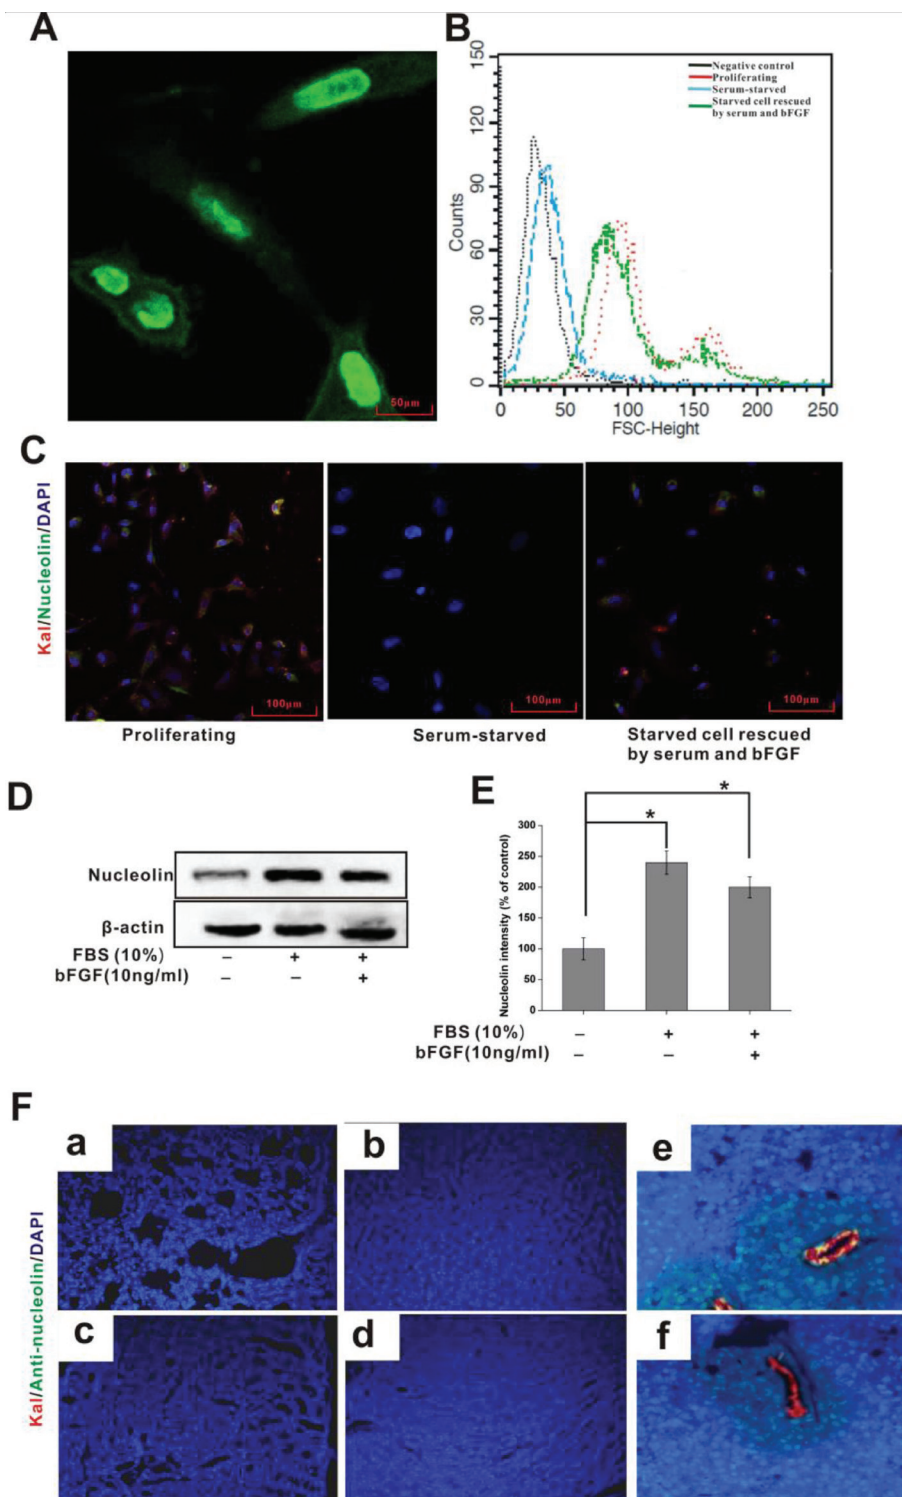 A
50μm
B
150
120
90
60
30
0
Counts
0 50 100 150 200 250
FSC-Height
Negative control
Proliferating
Serum-starved
Starved cell rescued
by serum and bFGF
C
Kal/Nucleolin/DAPI
100μm
100μm
100μm
Proliferating
Serum-starved
Starved cell rescued
by serum and bFGF
D
Nucleolin
β-actin
FBS (10%) – + +
bFGF(10ng/ml) – – +
E
* *
Nucleolin intensity (% of control)
300
250
200
150
100
50
0
FBS (10%) – + +
bFGF(10ng/ml) – – +
F
Kal/Anti-nucleolin/DAPI
a
b
e
c
d
f